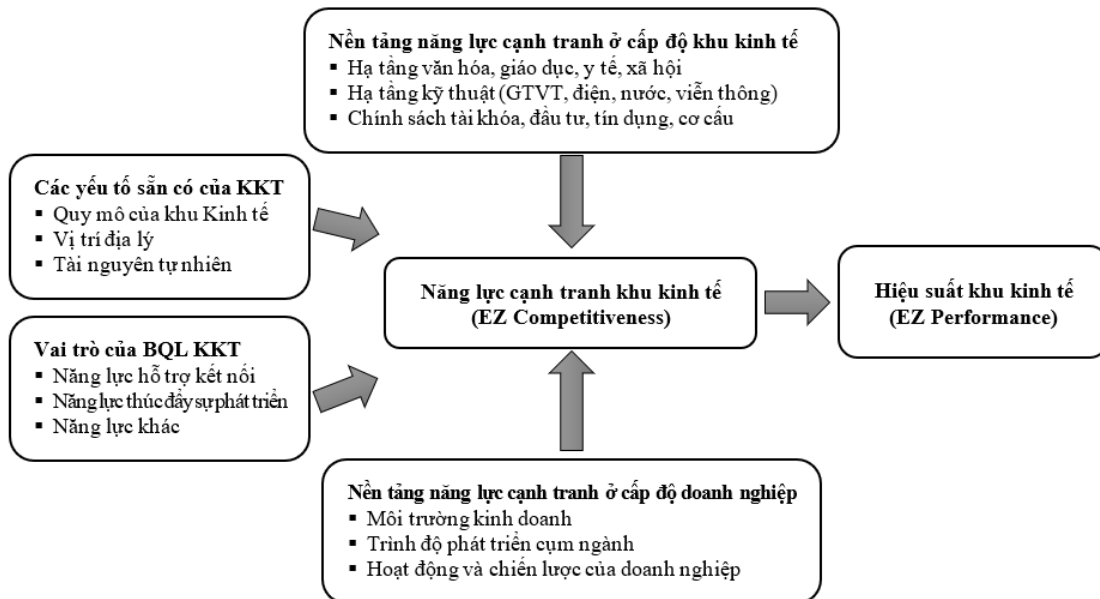 Nền tảng năng lực cạnh tranh ở cấp độ khu kinh tế
▪ Hạ tầng văn hóa, giáo dục, y tế, xã hội
▪ Hạ tầng kỹ thuật (GTVT, điện, nước, viễn thông)
▪ Chính sách tài khóa, đầu tư, tín dụng, cơ cấu
Các yếu tố sẵn có của KKT
▪ Quy mô của khu Kinh tế
▪ Vị trí địa lý
▪ Tài nguyên tự nhiên
Năng lực cạnh tranh khu kinh tế
(EZ Competitiveness)
Hiệu suất khu kinh tế
(EZ Performance)
Vai trò của BQL KKT
▪ Năng lực hỗ trợ kết nối
▪ Năng lực thúc đẩy sự phát triển
▪ Năng lực khác
Nền tảng năng lực cạnh tranh ở cấp độ doanh nghiệp
▪ Môi trường kinh doanh
▪ Trình độ phát triển cụm ngành
▪ Hoạt động và chiến lược của doanh nghiệp